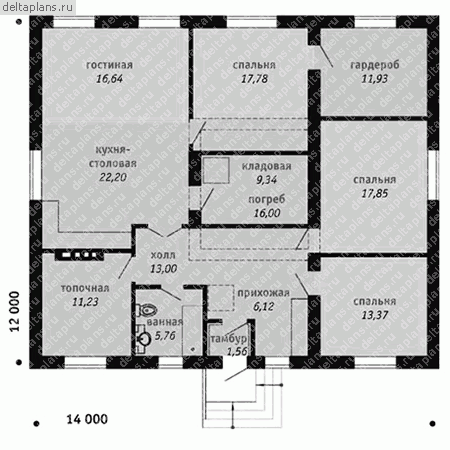 deltaplans.ru
гостиная
16,64
спальня
17,78
гардероб
11,93
кухня-
столовая
22,20
кладовая
9,34
погреб
16,00
спальня
17,85
холл
13,00
топочная
11,23
прихожая
6,12
спальня
13,37
ванная
5,76
тамбур
1,56
12 000
14 000